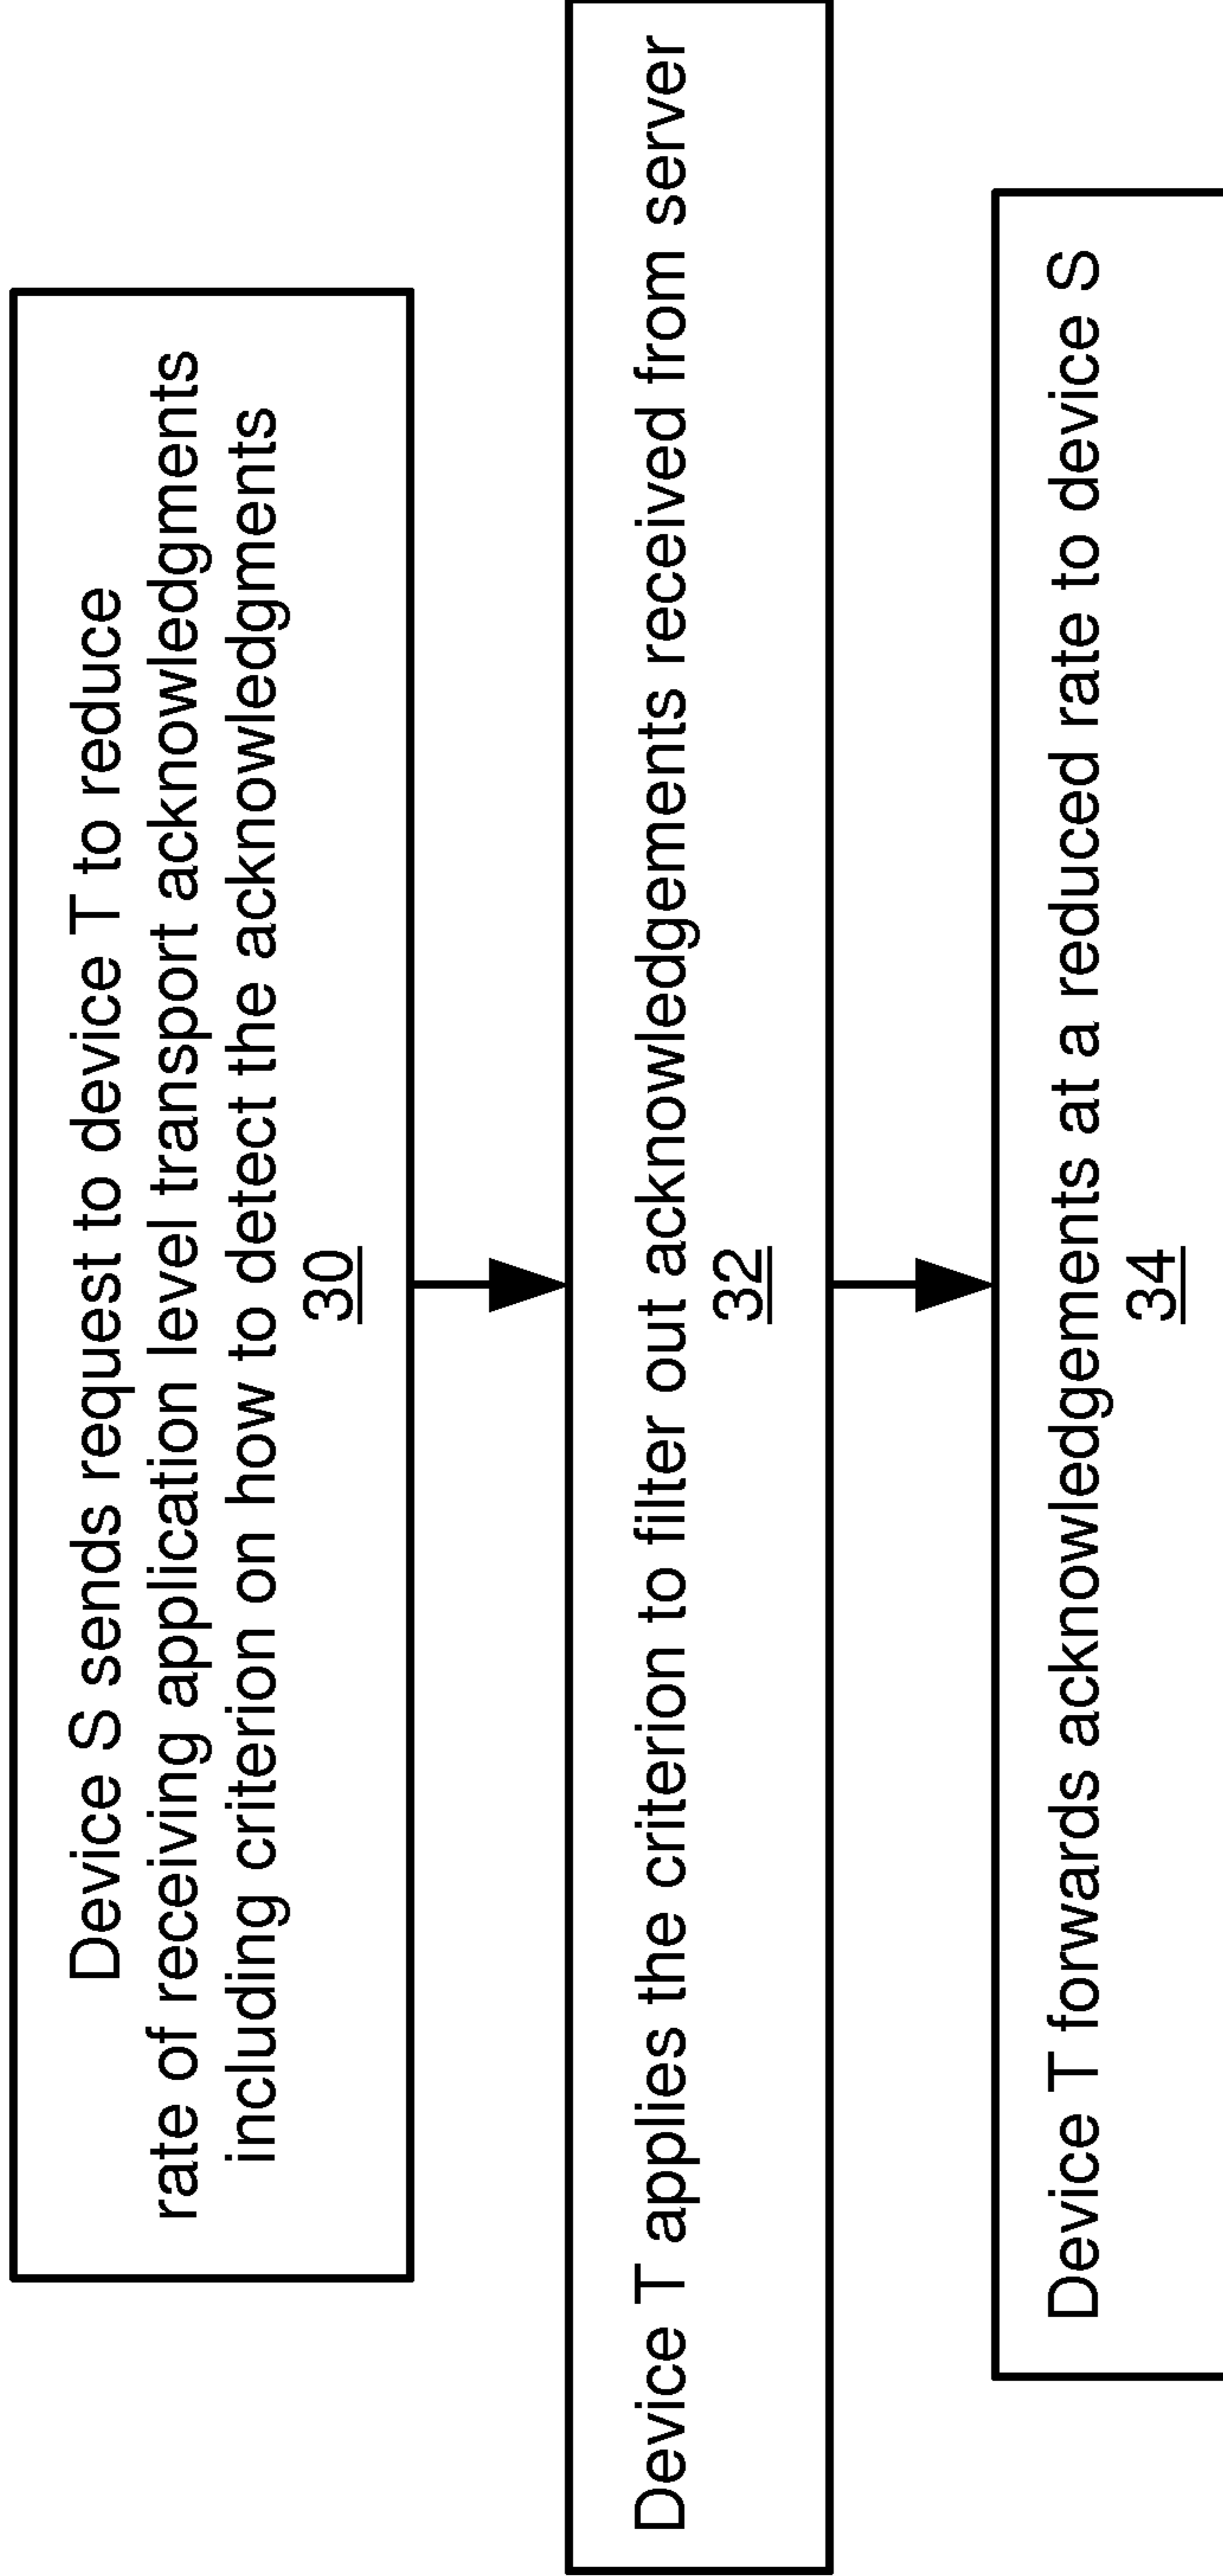 Device S sends request to device T to reduce
rate of receiving application level transport acknowledgments
including criterion on how to detect the acknowledgments
30
Device T applies the criterion to filter out acknowledgements received from server
32
Device T forwards acknowledgements at a reduced rate to device S
34